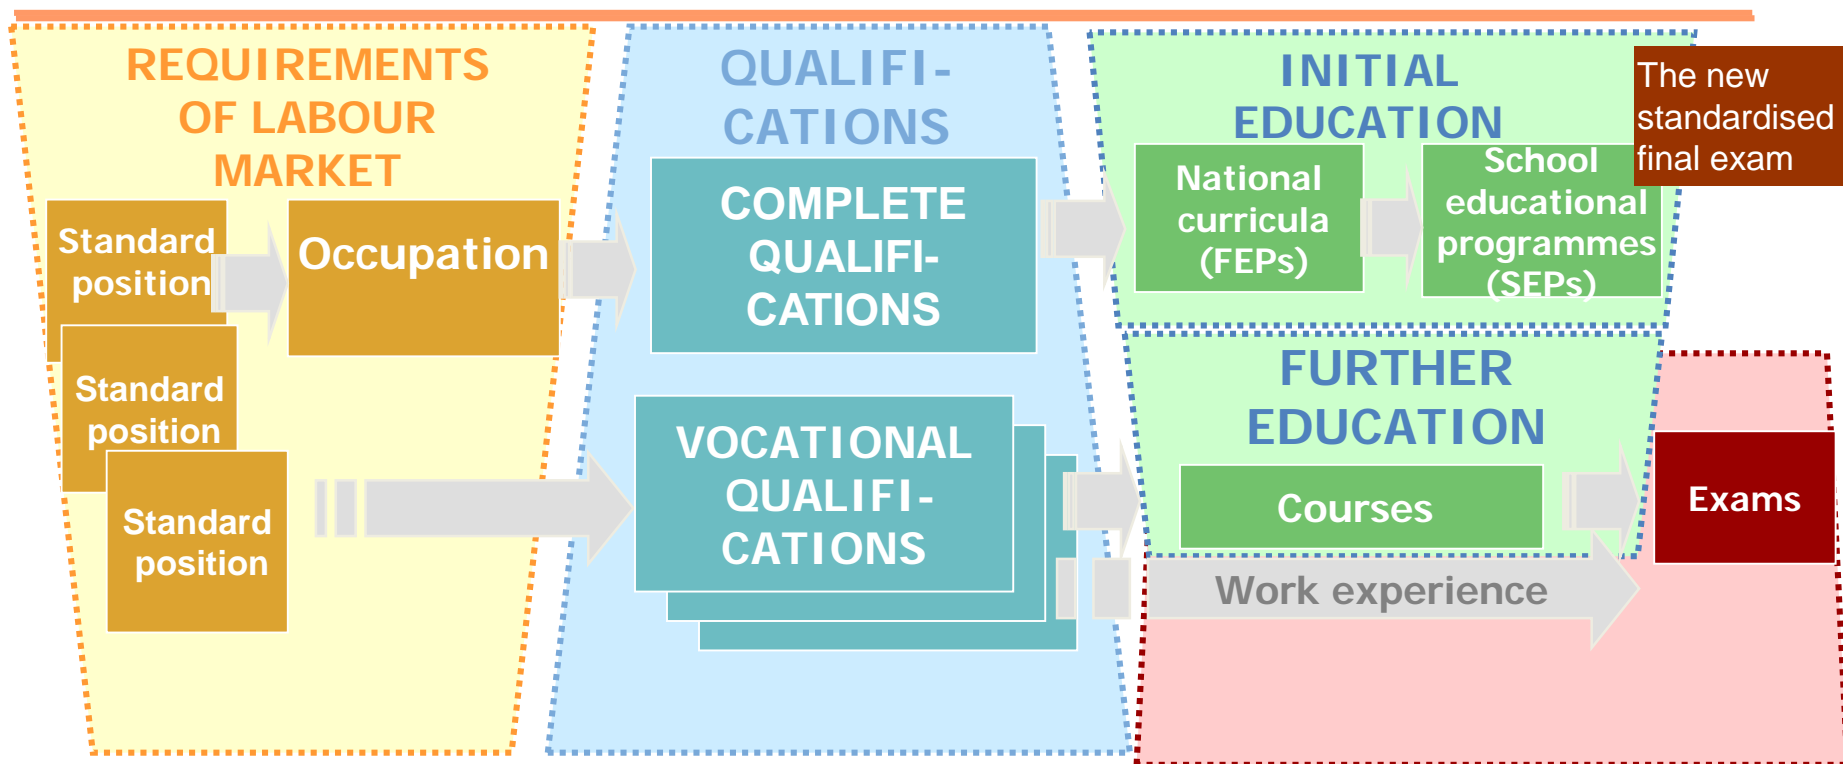 REQUIREMENTS
OF LABOUR
MARKET
Standard
position
Occupation
Standard
position
Standard
position
QUALIFI-
CATIONS
COMPLETE
QUALIFI-
CATIONS
VOCATIONAL
QUALIFI-
CATIONS
INITIAL
EDUCATION
National
curricula
(FEPs)
School
educational
programmes
(SEPs)
The new
standardised
final exam
FURTHER
EDUCATION
Courses
Exams
Work experience